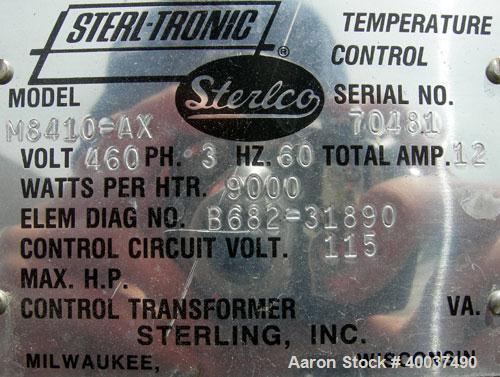 STERL-TRONIC ® TEMPERATURE
CONTROL
MODEL Sterlco SERIAL NO.
M8410-AX 70481
VOLT 460 PH. 3 HZ. 60 TOTAL AMP. 12
WATTS PER HTR. 9000
ELEM DIAG NO. B682-31890
CONTROL CIRCUIT VOLT. 115
MAX. H.P.
CONTROL TRANSFORMER VA.
STERLING, INC.
MILWAUKEE, WISCONSIN
Aaron Stock# 40037490